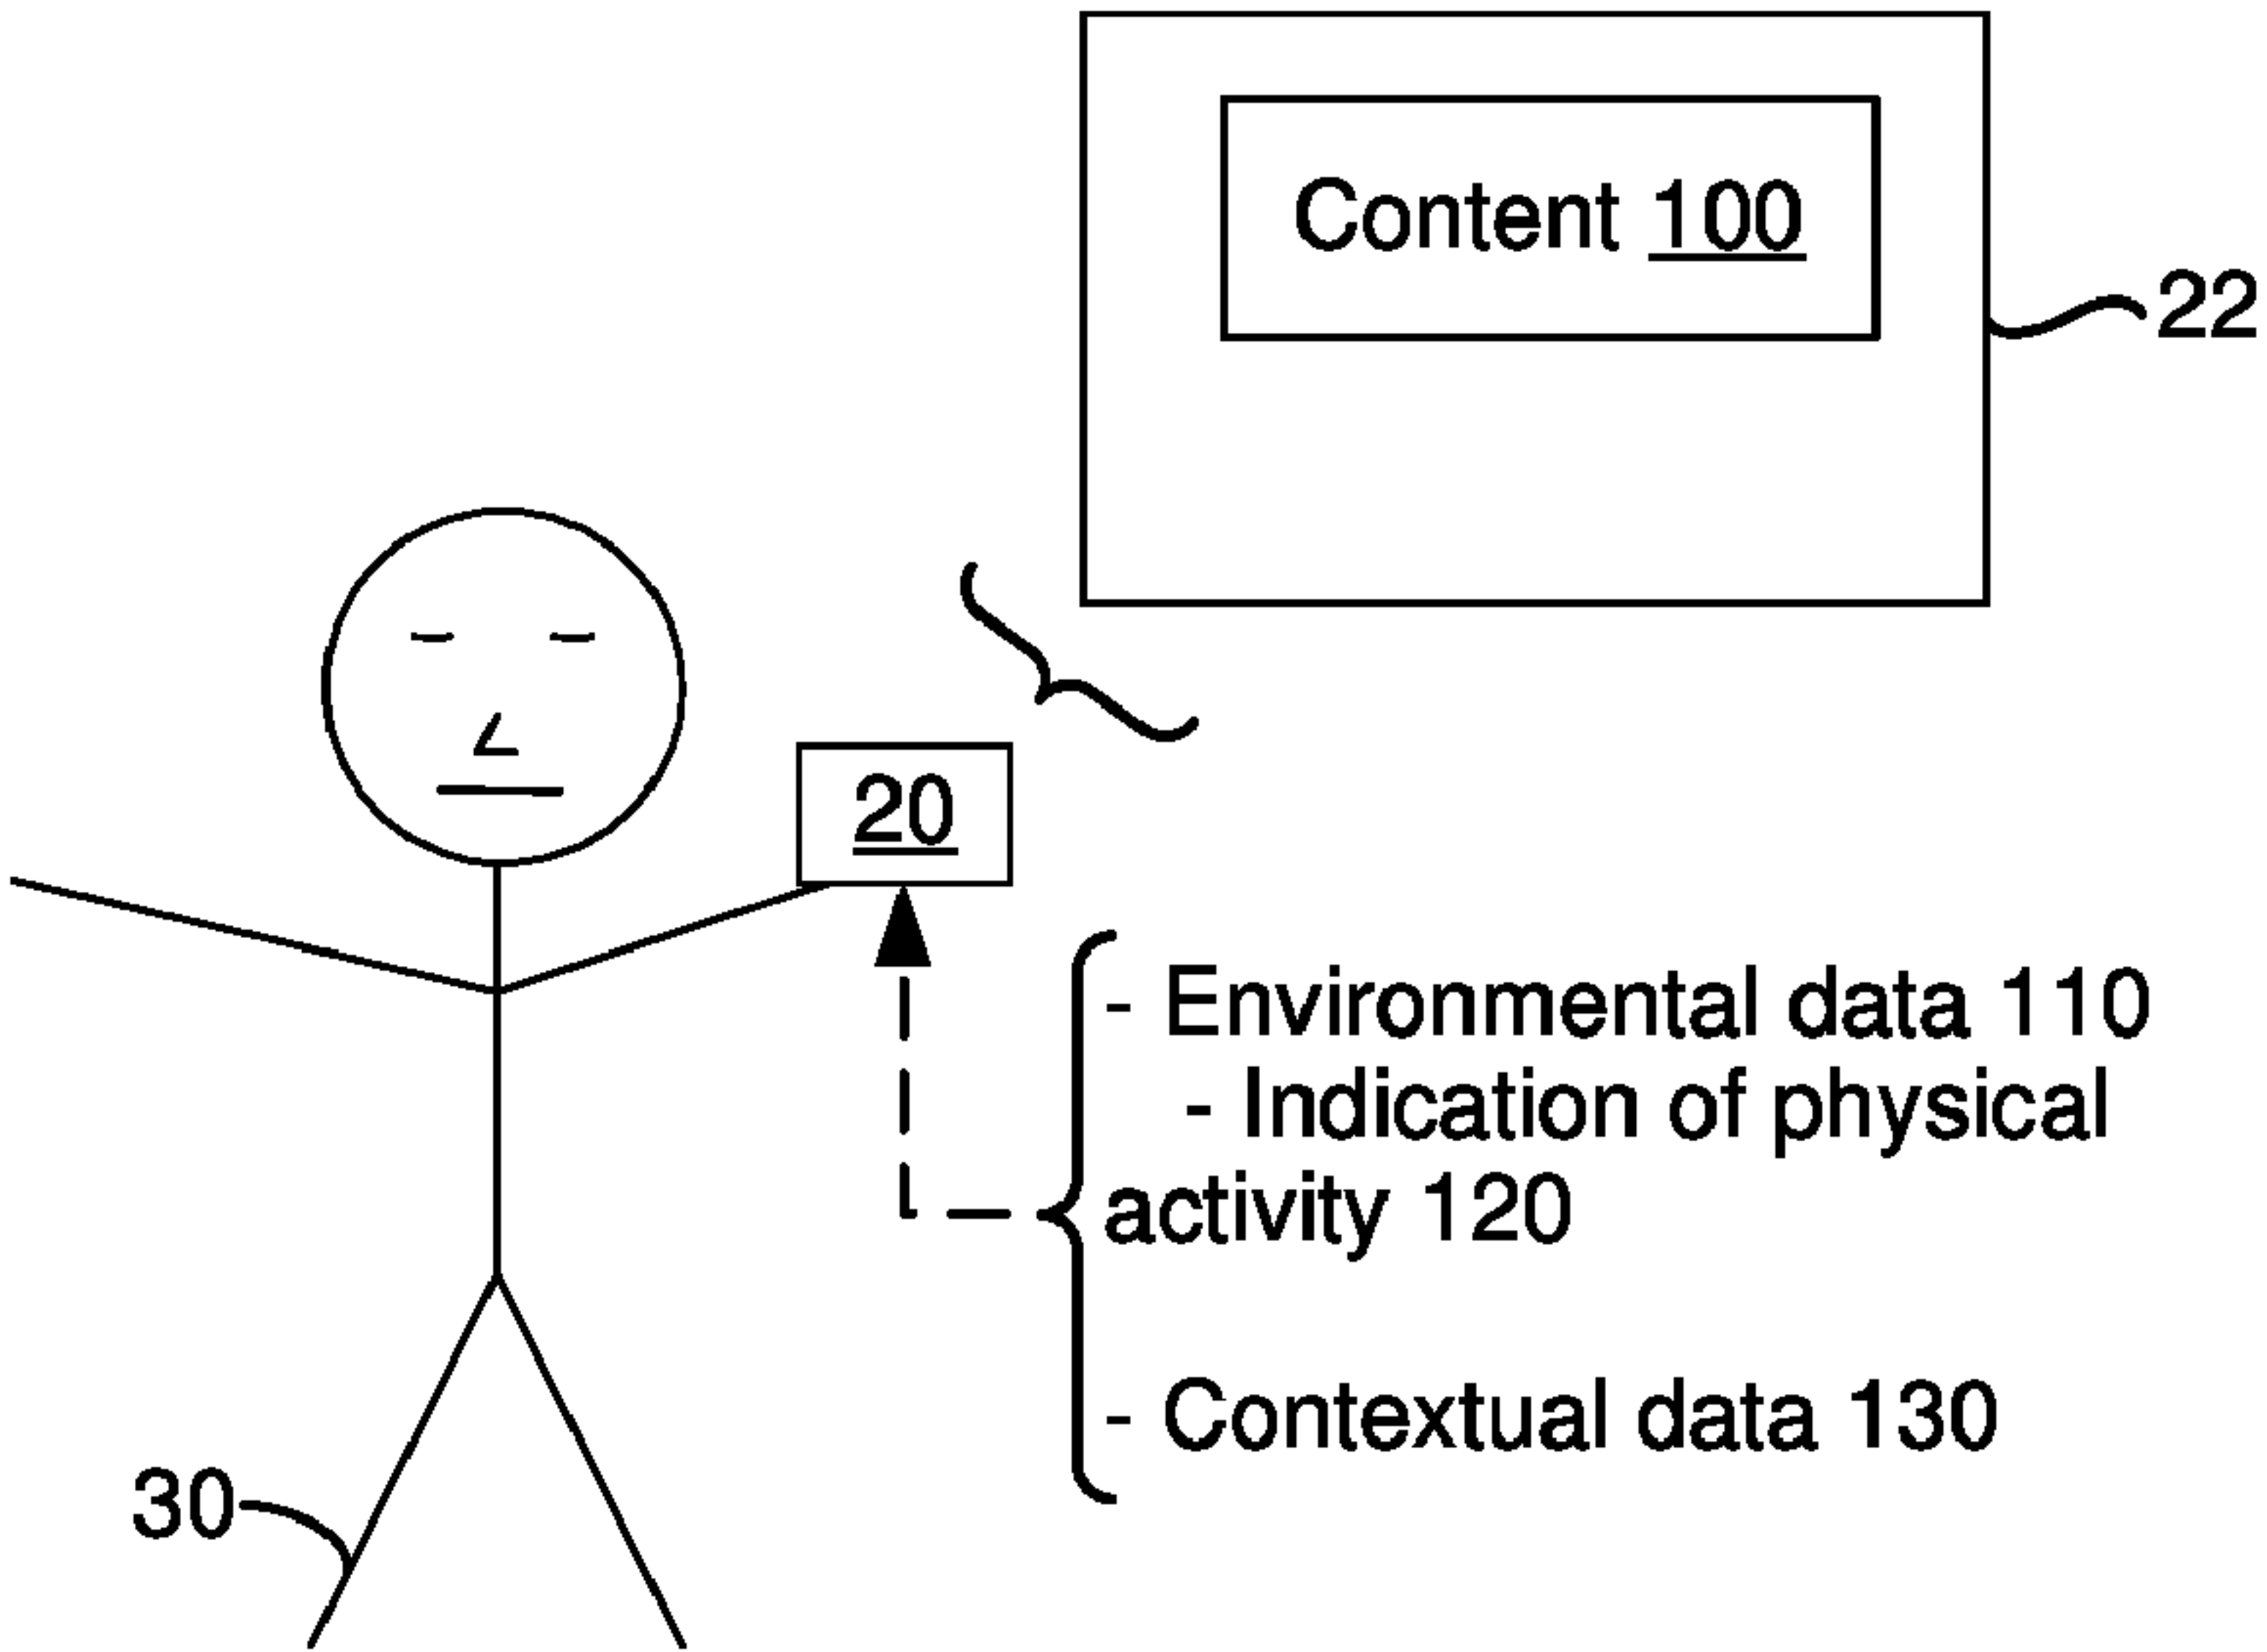 Content 100
22
20
- Environmental data 110
- Indication of physical
activity 120
- Contextual data 130
30